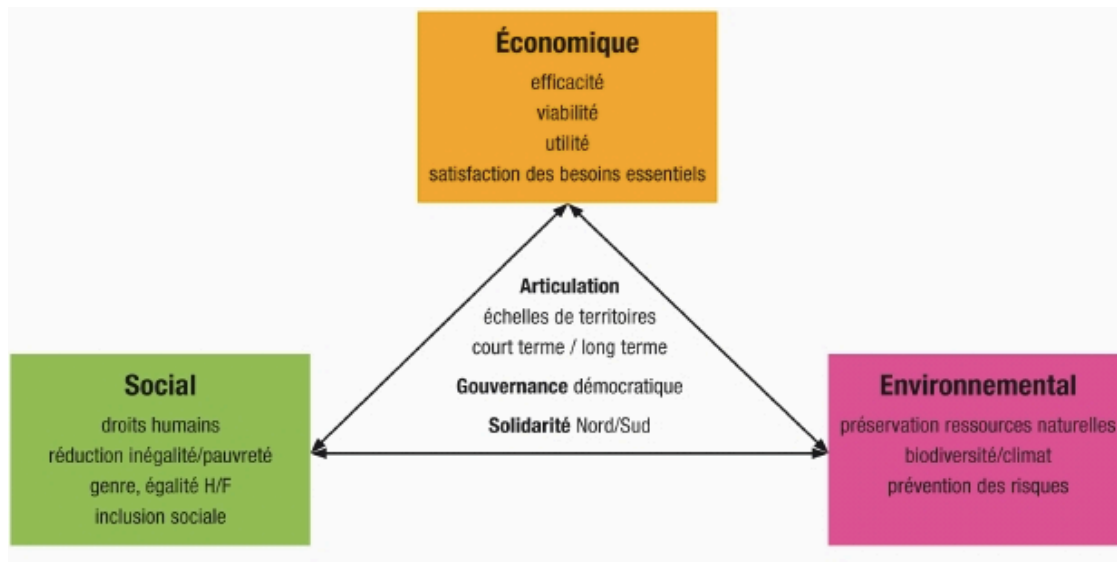 Économique
efficacité
viabilité
utilité
satisfaction des besoins essentiels
Articulation
échelles de territoires
court terme / long terme
Gouvernance démocratique
Solidarité Nord/Sud
Social
droits humains
réduction inégalité/pauvreté
genre, égalité H/F
inclusion sociale
Environnemental
préservation ressources naturelles
biodiversité/climat
prévention des risques